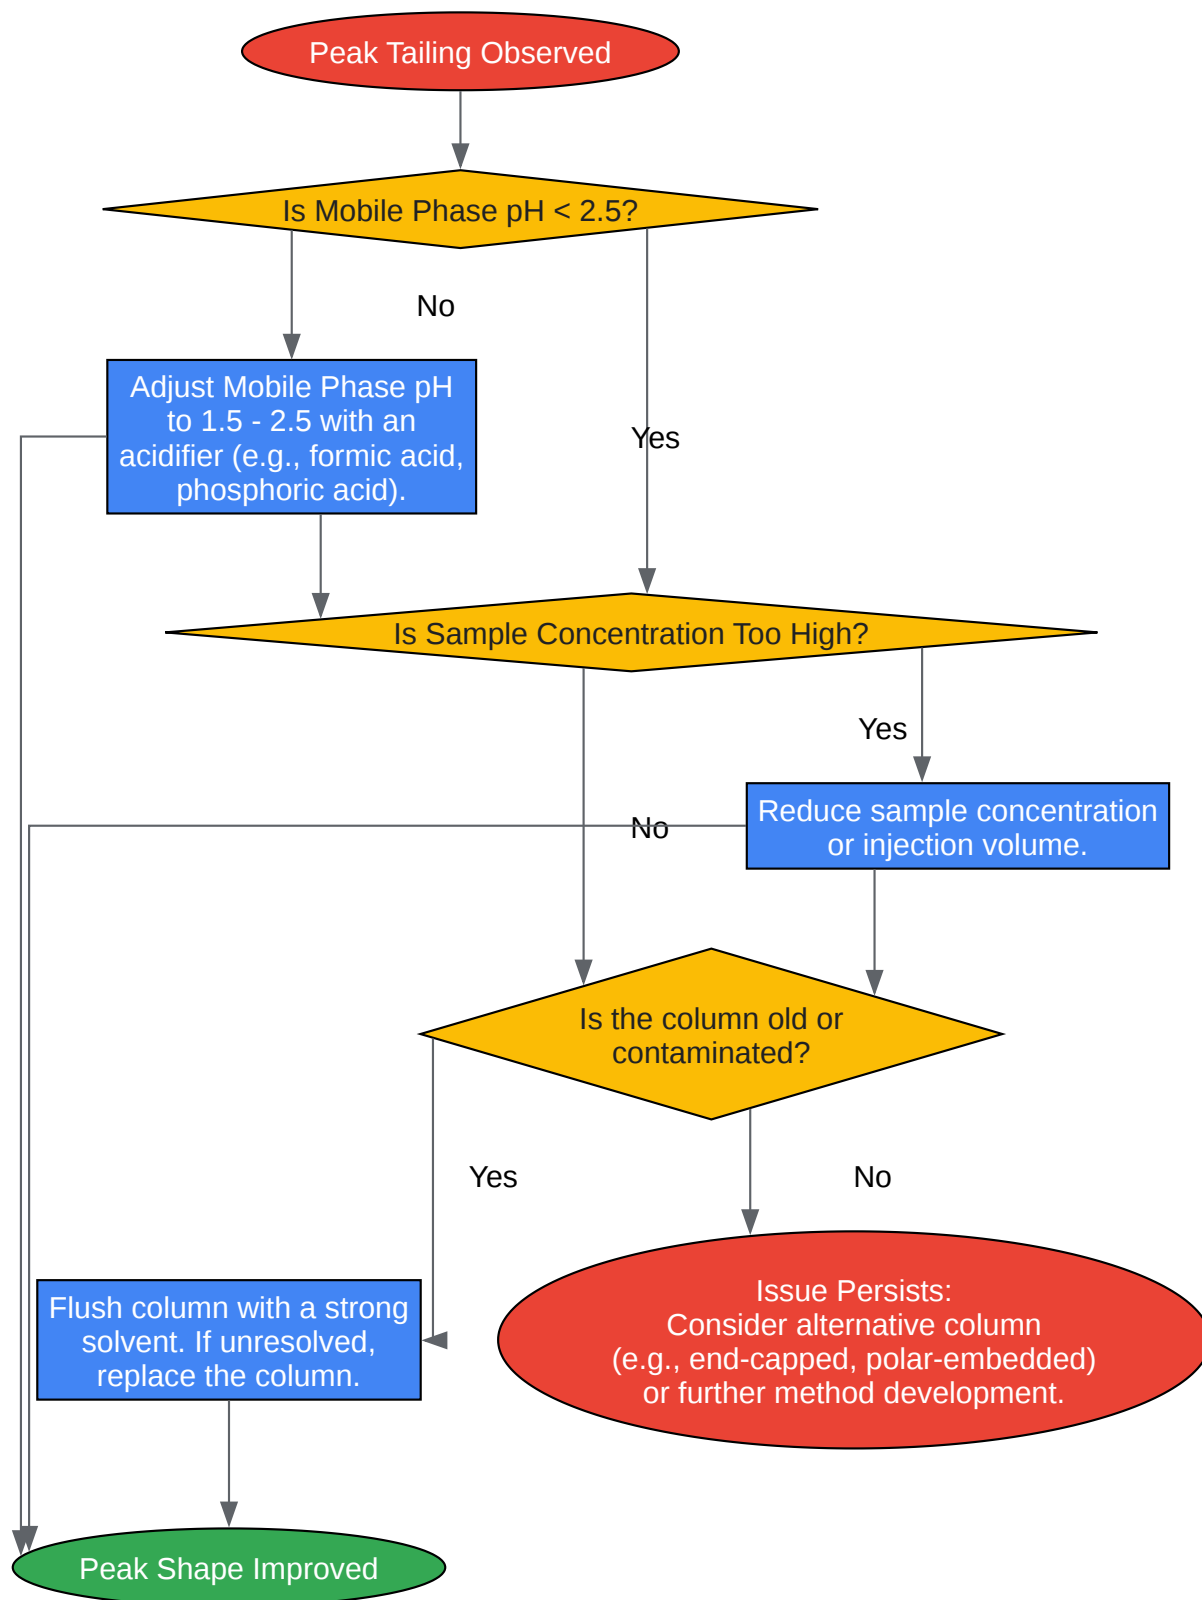 Peak Tailing Observed
Is Mobile Phase pH < 2.5?
No
Adjust Mobile Phase pH
to 1.5 - 2.5 with an
acidifier (e.g., formic acid,
phosphoric acid).
Yes
Is Sample Concentration Too High?
Yes
Reduce sample concentration
or injection volume.
No
Is the column old or
contaminated?
Yes
No
Flush column with a strong
solvent. If unresolved,
replace the column.
Issue Persists:
Consider alternative column
(e.g., end-capped, polar-embedded)
or further method development.
Peak Shape Improved